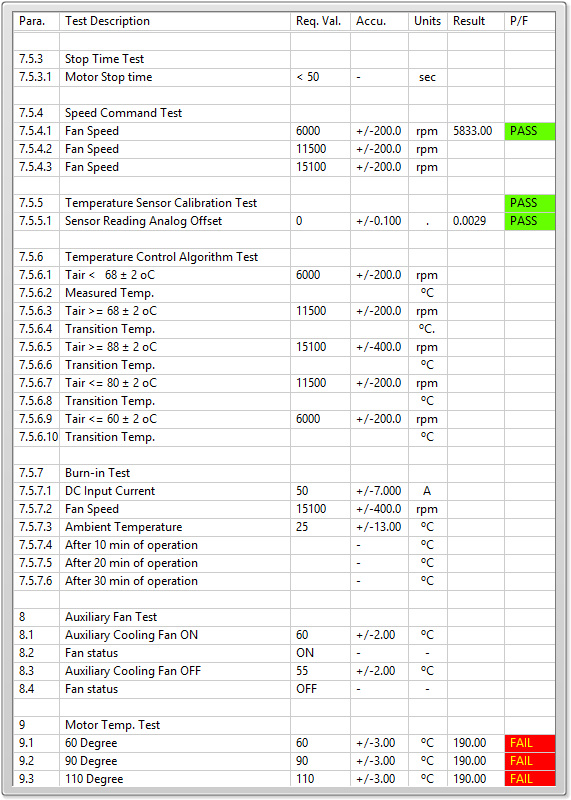 Para. Test Description Req. Val. Accu. Units Result P/F
7.5.3 Stop Time Test
7.5.3.1 Motor Stop time < 50 - sec
7.5.4 Speed Command Test
7.5.4.1 Fan Speed 6000 +/-200.0 rpm 5833.00 PASS
7.5.4.2 Fan Speed 11500 +/-200.0 rpm
7.5.4.3 Fan Speed 15100 +/-200.0 rpm
7.5.5 Temperature Sensor Calibration Test PASS
7.5.5.1 Sensor Reading Analog Offset 0 +/-0.100 . 0.0029 PASS
7.5.6 Temperature Control Algorithm Test
7.5.6.1 Tair < 68 ± 2 oC 6000 +/-200.0 rpm
7.5.6.2 Measured Temp. ºC
7.5.6.3 Tair >= 68 ± 2 oC 11500 +/-200.0 rpm
7.5.6.4 Transition Temp. ºC.
7.5.6.5 Tair >= 88 ± 2 oC 15100 +/-400.0 rpm
7.5.6.6 Transition Temp. ºC
7.5.6.7 Tair <= 80 ± 2 oC 11500 +/-200.0 rpm
7.5.6.8 Transition Temp. ºC
7.5.6.9 Tair <= 60 ± 2 oC 6000 +/-200.0 rpm
7.5.6.10 Transition Temp. ºC
7.5.7 Burn-in Test
7.5.7.1 DC Input Current 50 +/-7.000 A
7.5.7.2 Fan Speed 15100 +/-400.0 rpm
7.5.7.3 Ambient Temperature 25 +/-13.00 ºC
7.5.7.4 After 10 min of operation - ºC
7.5.7.5 After 20 min of operation - ºC
7.5.7.6 After 30 min of operation - ºC
8 Auxiliary Fan Test
8.1 Auxiliary Cooling Fan ON 60 +/-2.00 ºC
8.2 Fan status ON - -
8.3 Auxiliary Cooling Fan OFF 55 +/-2.00 ºC
8.4 Fan status OFF - -
9 Motor Temp. Test
9.1 60 Degree 60 +/-3.00 ºC 190.00 FAIL
9.2 90 Degree 90 +/-3.00 ºC 190.00 FAIL
9.3 110 Degree 110 +/-3.00 ºC 190.00 FAIL